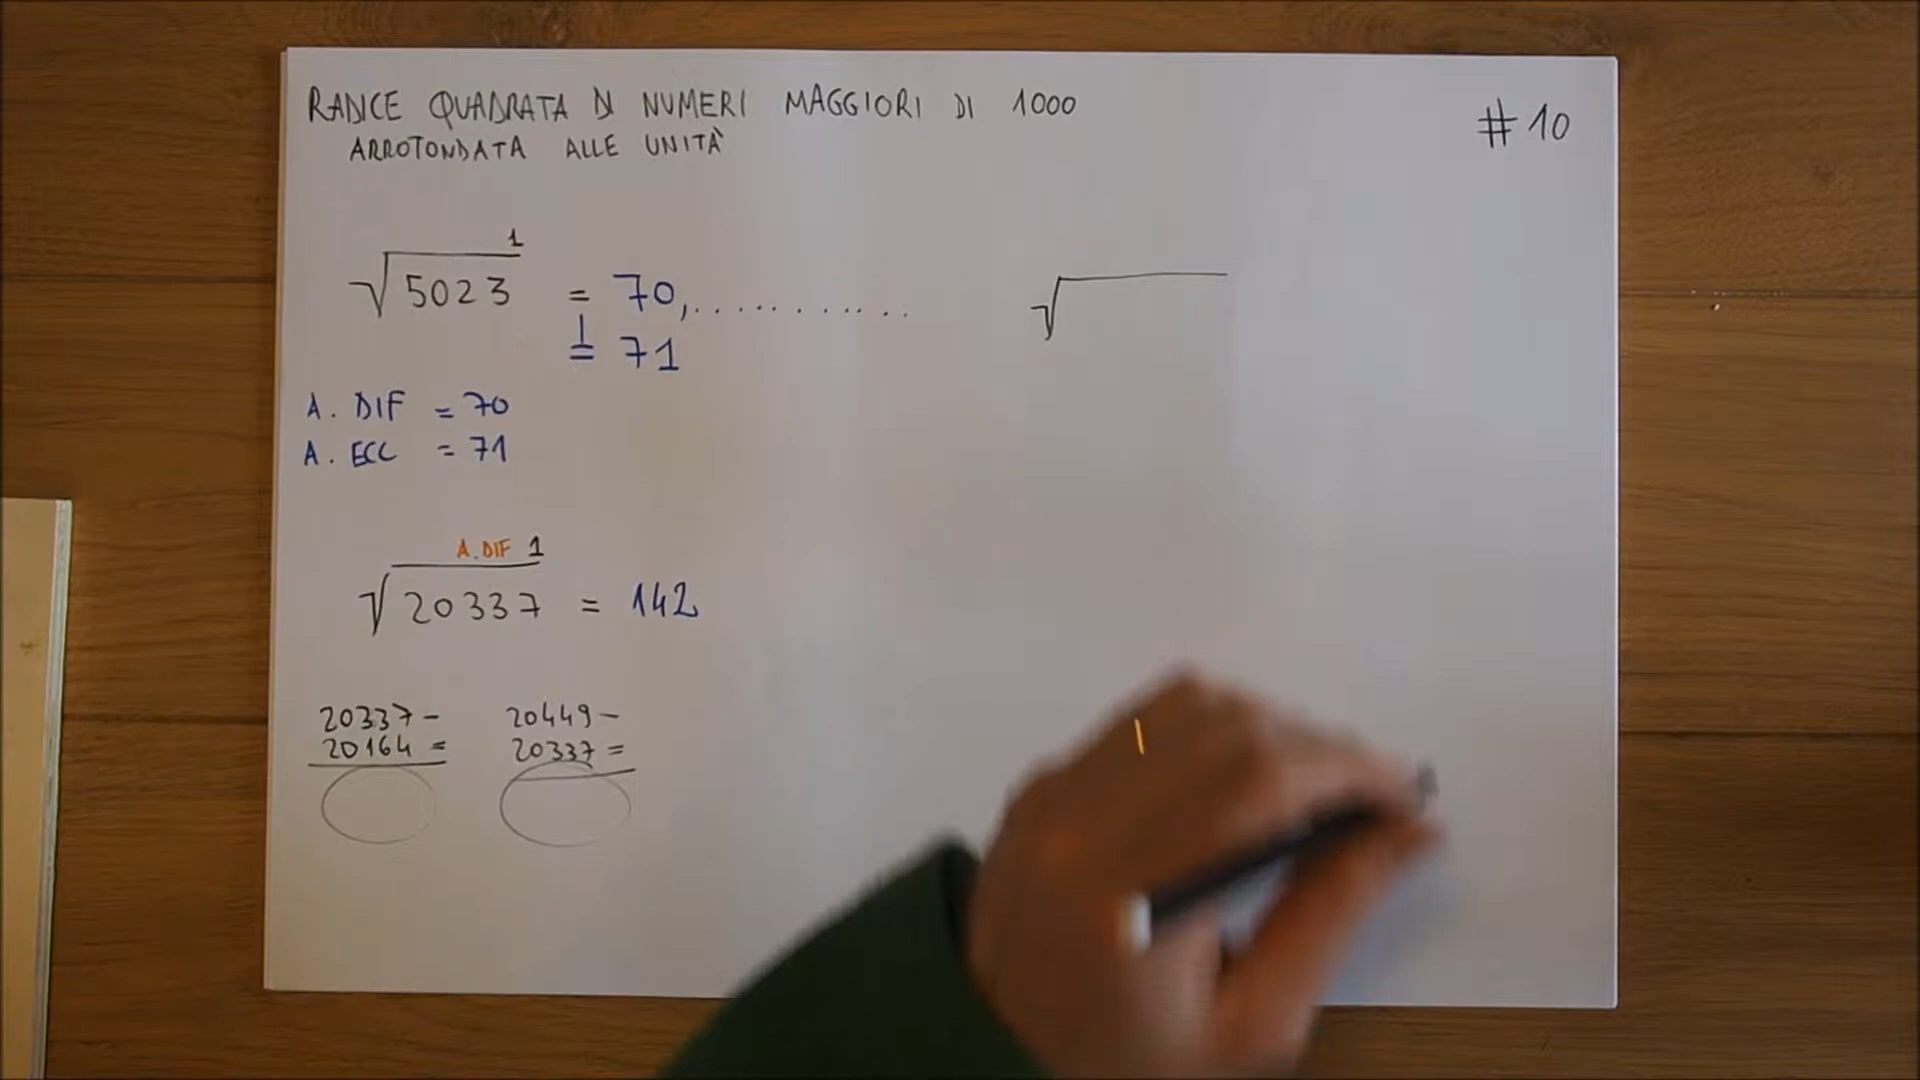 RADICE QUADRATA DI NUMERI MAGGIORI DI 1000
ARROTONDATA ALLE UNITÀ
#10
1
√5023 = 70,...........
= 71
A. DIF = 70
A. ECC = 71
A. DIF 1
√20337 = 142
20337 -
20164 =
20449 -
20337 =
√